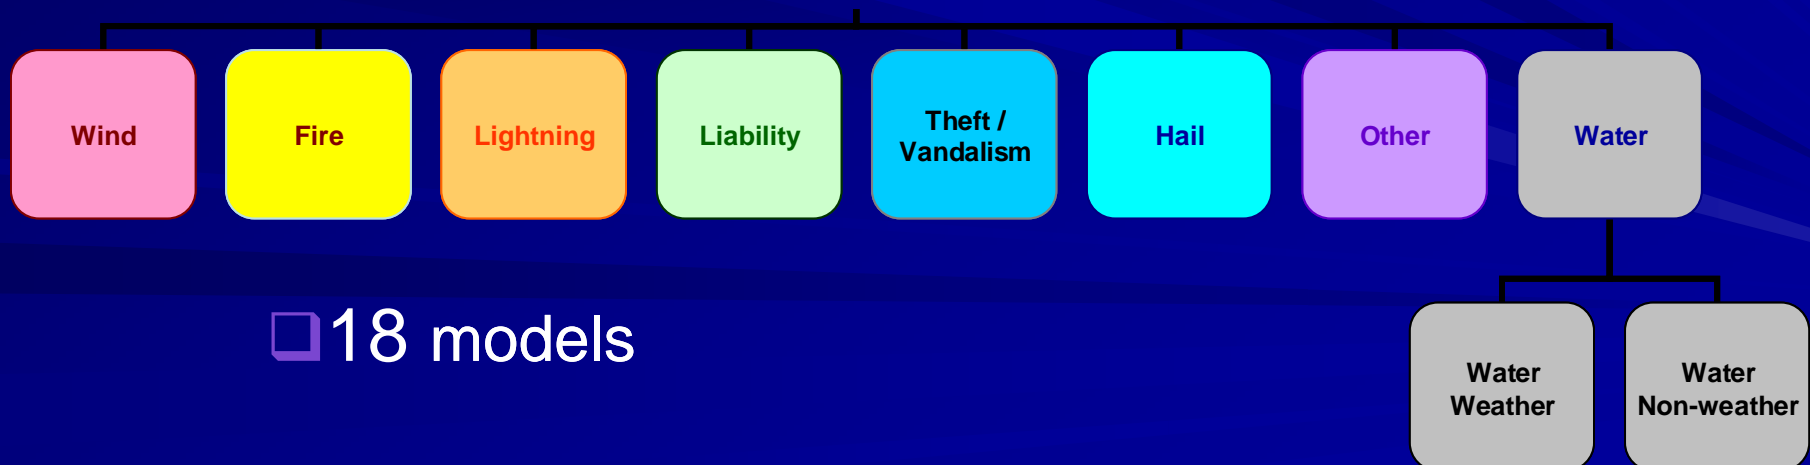 Wind
Fire
Lightning
Liability
Theft /
Vandalism
Hail
Other
Water
18 models
Water
Weather
Water
Non-weather